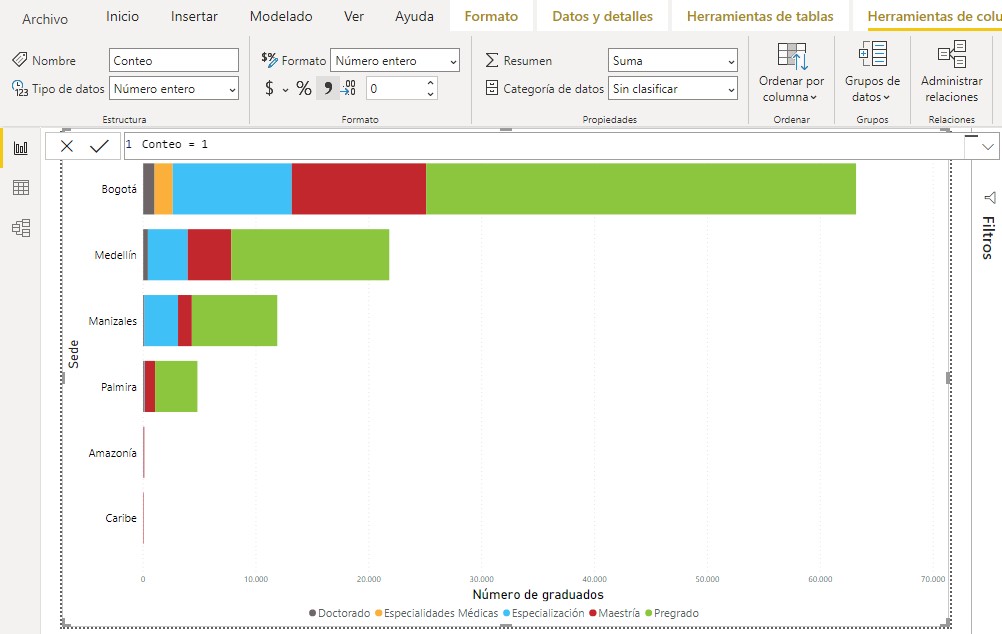 Archivo Inicio Insertar Modelado Ver Ayuda Formato Datos y detalles Herramientas de tablas Herramientas de colu
Nombre Conteo
Tipo de datos Número entero
Estructura
$% Formato Número entero
$ % 0
Formato
Resumen Suma
Categoría de datos Sin clasificar
Propiedades
Ordenar por
columna
Ordenar
Grupos de
datos
Grupos
Administrar
relaciones
Relaciones
1 Conteo = 1
Filtros
Sede
Bogotá
Medellín
Manizales
Palmira
Amazonía
Caribe
0 10.000 20.000 30.000 40.000 50.000 60.000 70.000
Número de graduados
Doctorado Especialidades Médicas Especialización Maestría Pregrado